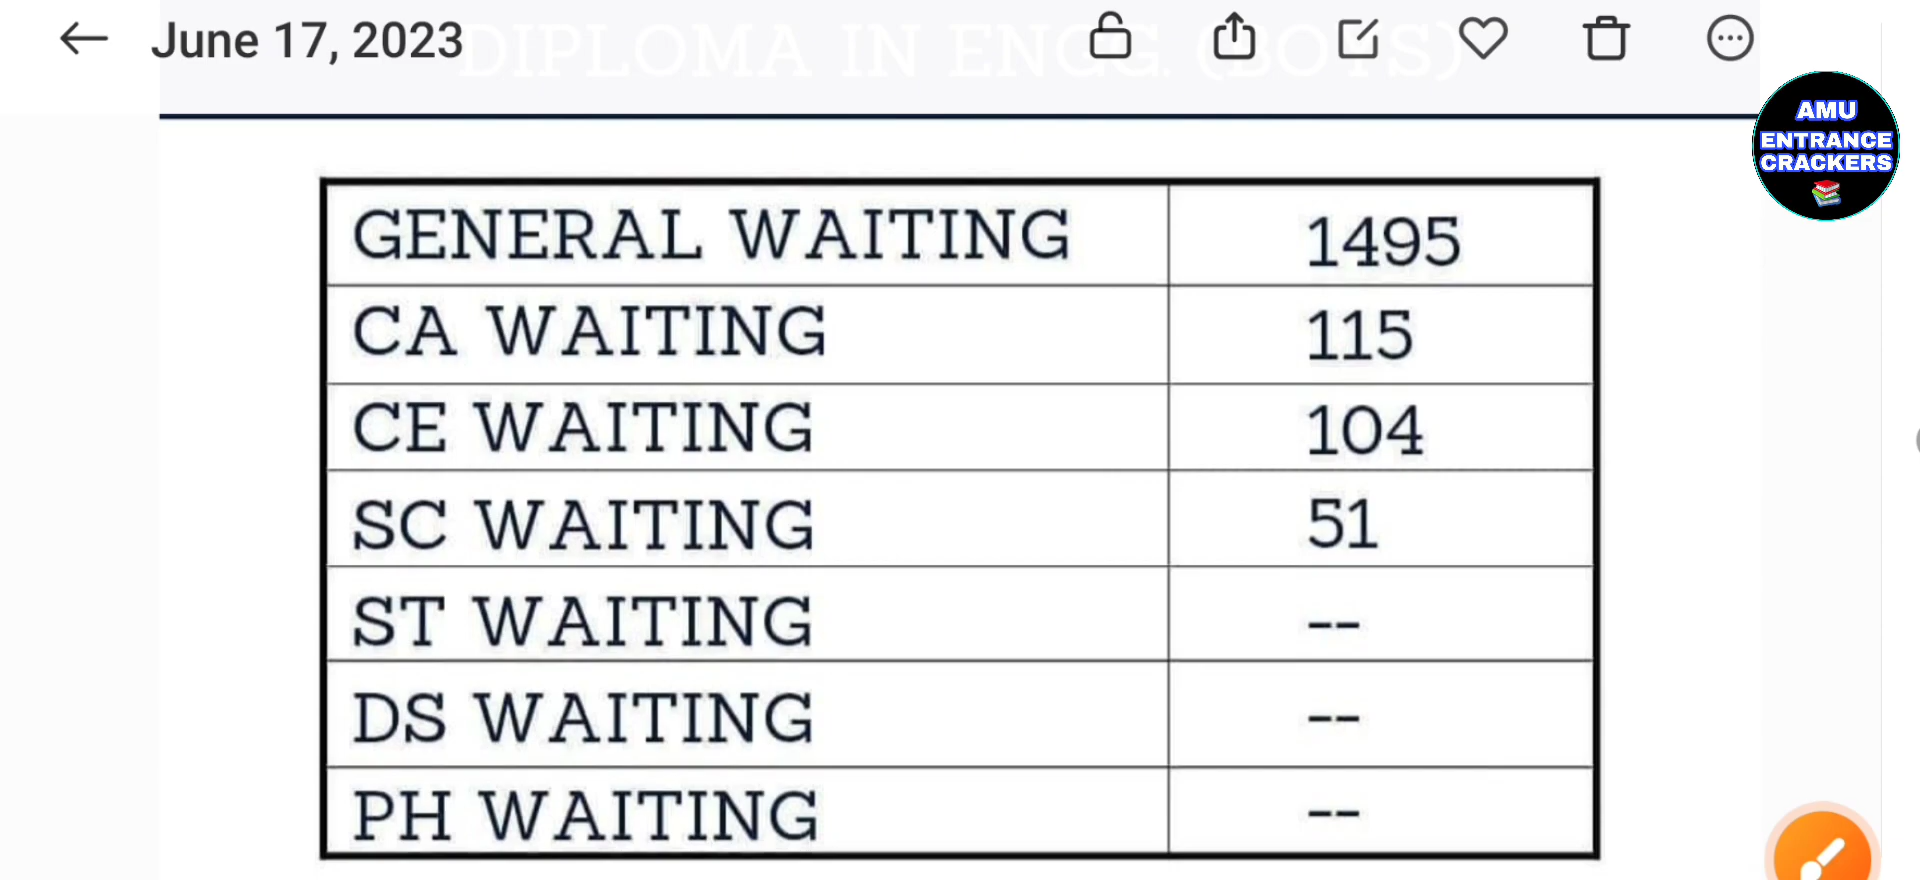 June 17, 2023
DIPLOMA IN ENGG. (BOYS)
AMU
ENTRANCE
CRACKERS
GENERAL WAITING 1495
CA WAITING 115
CE WAITING 104
SC WAITING 51
ST WAITING --
DS WAITING --
PH WAITING --